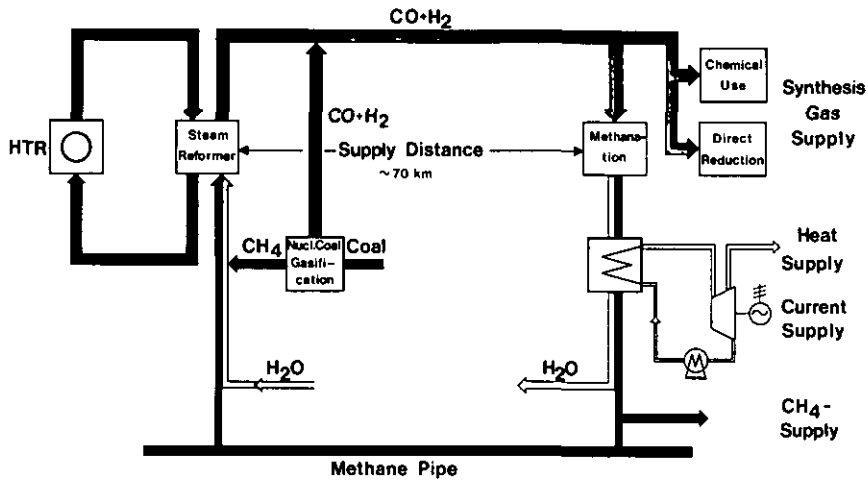 CO+H2
Chemical
Use
Synthesis
Gas
Supply
HTR
Steam
Reformer
CO+H2
Supply Distance
~70 km
Methana-
tion
Direct
Reduction
CH4
Nucl.Coal
Gasifi-
cation
Coal
Heat
Supply
Current
Supply
M
H2O
H2O
CH4-
Supply
Methane Pipe